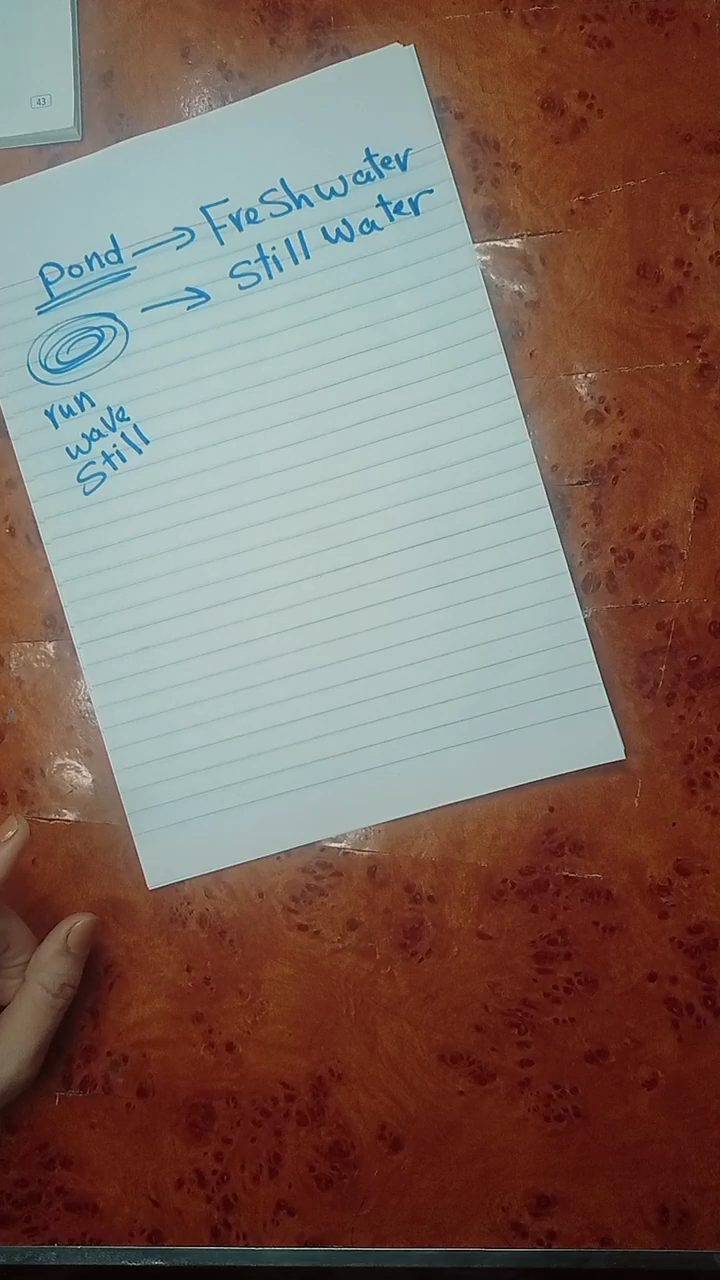 43
Pond → Freshwater
→ Still water
run
wave
Still